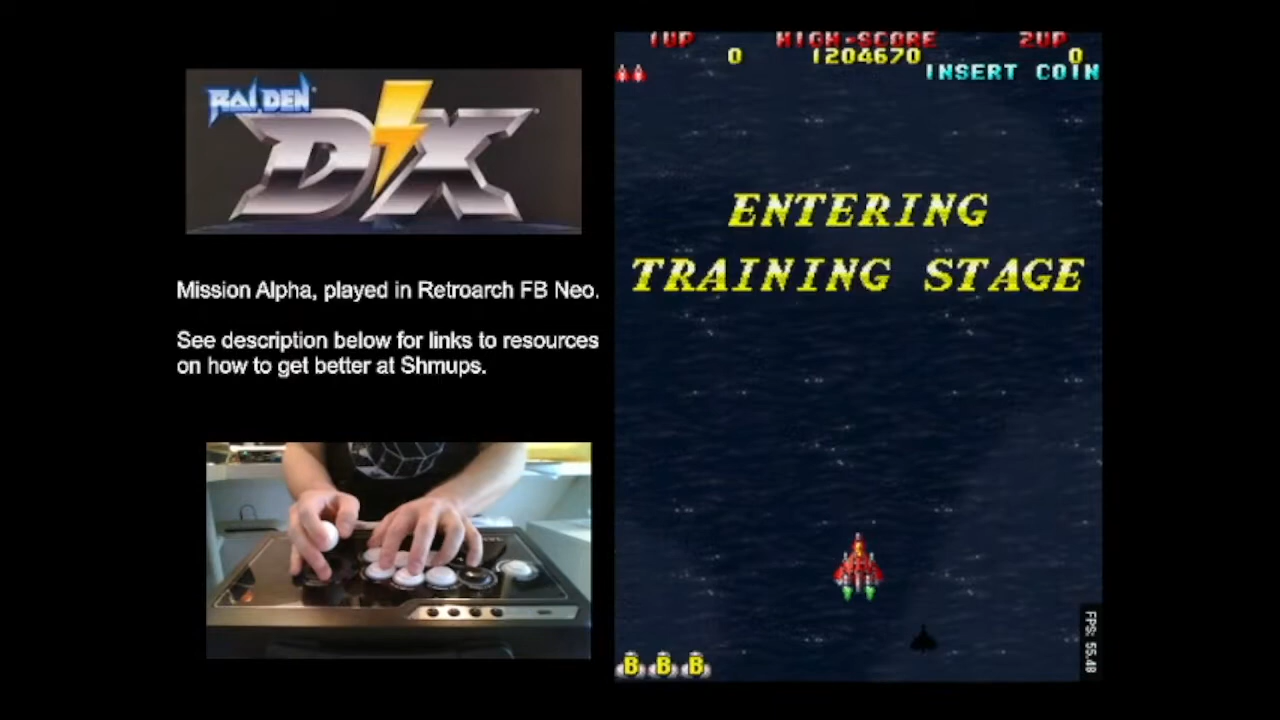 RAIDEN
DX
Mission Alpha, played in Retroarch FB Neo.
See description below for links to resources
on how to get better at Shmups.
1UP HIGH-SCORE 2UP
0 1204670 0
INSERT COIN
ENTERING
TRAINING STAGE
B B B
FPS: 55.48